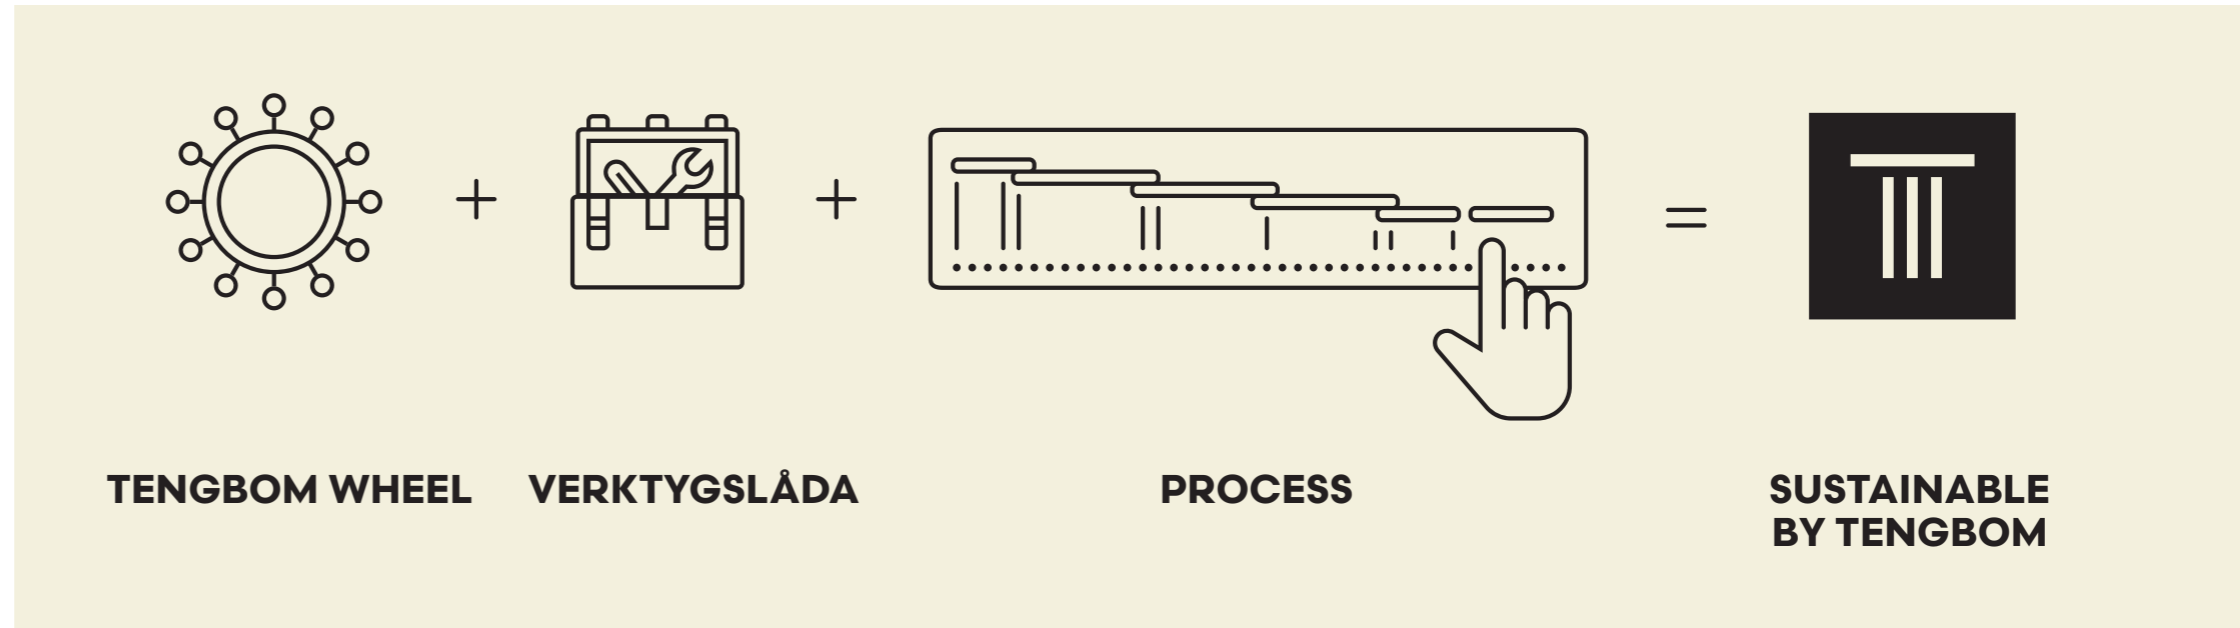 + + =
TENGBOM WHEEL VERKTYGSLÅDA PROCESS SUSTAINABLE
BY TENGBOM